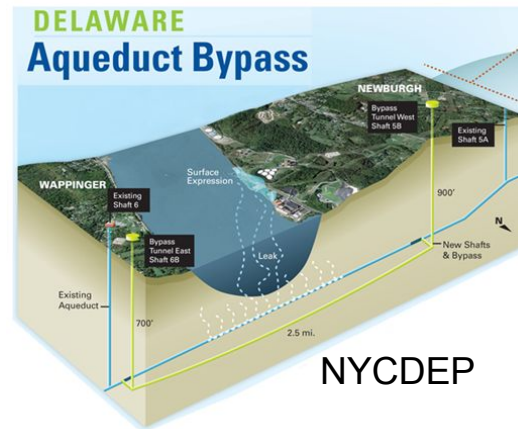 DELAWARE
Aqueduct Bypass
NEWBURGH
Bypass
Tunnel West
Shaft 5B
Existing
Shaft 5A
WAPPINGER
Surface
Expression
Existing
Shaft 6
900'
N
Bypass
Tunnel East
Shaft 6B
Leak
New Shafts
& Bypass
Existing
Aqueduct
700'
2.5 mi.
NYCDEP